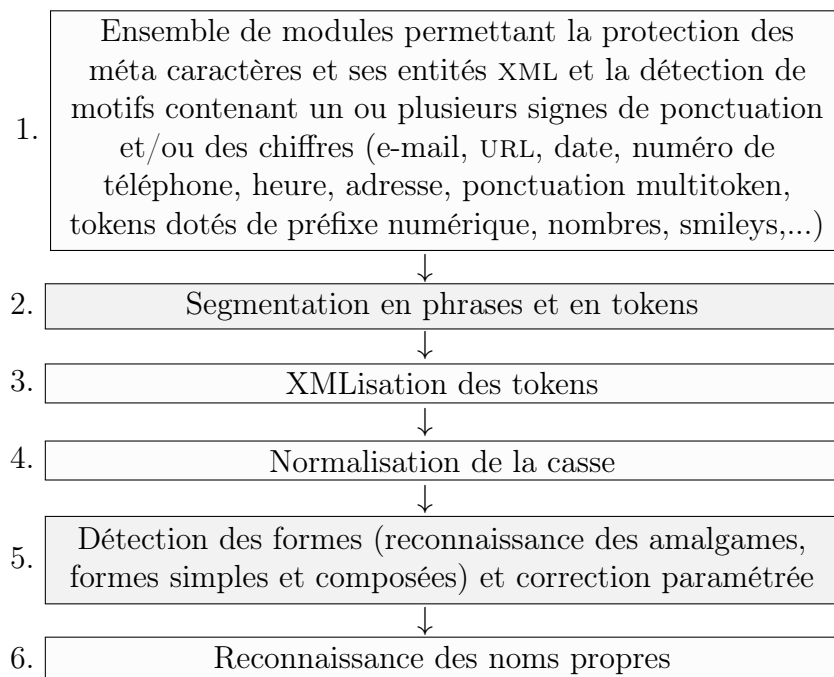 Ensemble de modules permettant la protection des
méta caractères et ses entités XML et la détection de
motifs contenant un ou plusieurs signes de ponctuation
1. et/ou des chiffres (e-mail, URL, date, numéro de
téléphone, heure, adresse, ponctuation multitoken,
tokens dotés de préfixe numérique, nombres, smileys,...)
↓
2. Segmentation en phrases et en tokens
↓
3. XMLisation des tokens
↓
4. Normalisation de la casse
↓
5. Détection des formes (reconnaissance des amalgames,
formes simples et composées) et correction paramétrée
↓
6. Reconnaissance des noms propres